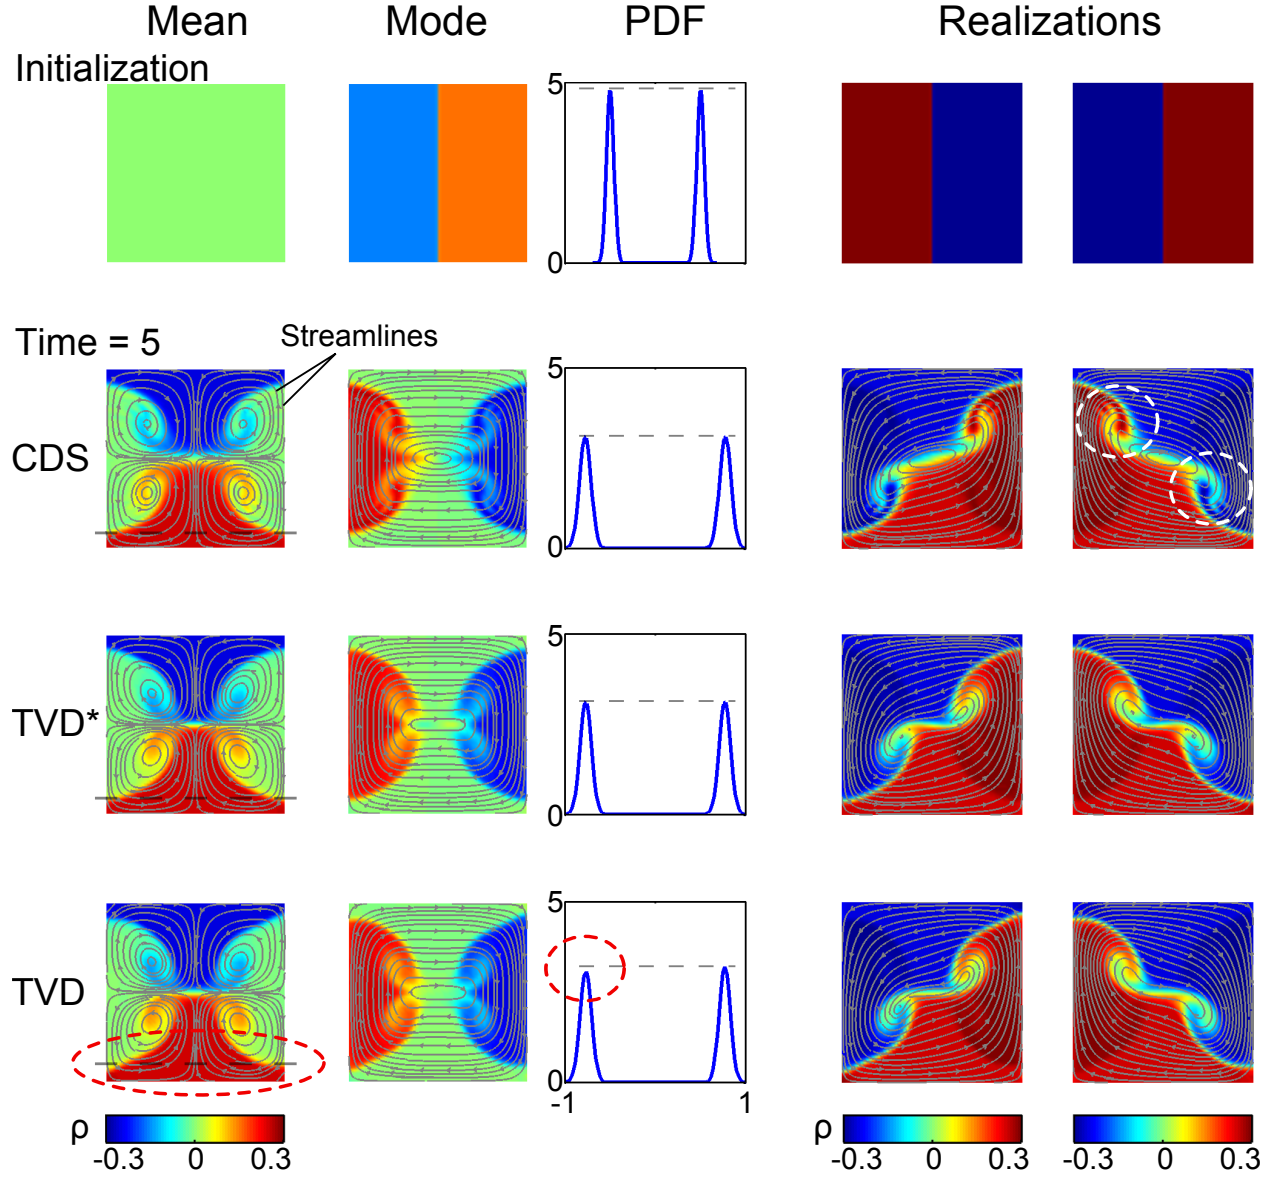 Mean Mode PDF Realizations
Initialization
5
0
Time = 5
Streamlines
5
CDS
0
5
TVD*
0
5
TVD
0
-1 1
ρ ρ
-0.3 0 0.3 -0.3 0 0.3 -0.3 0 0.3